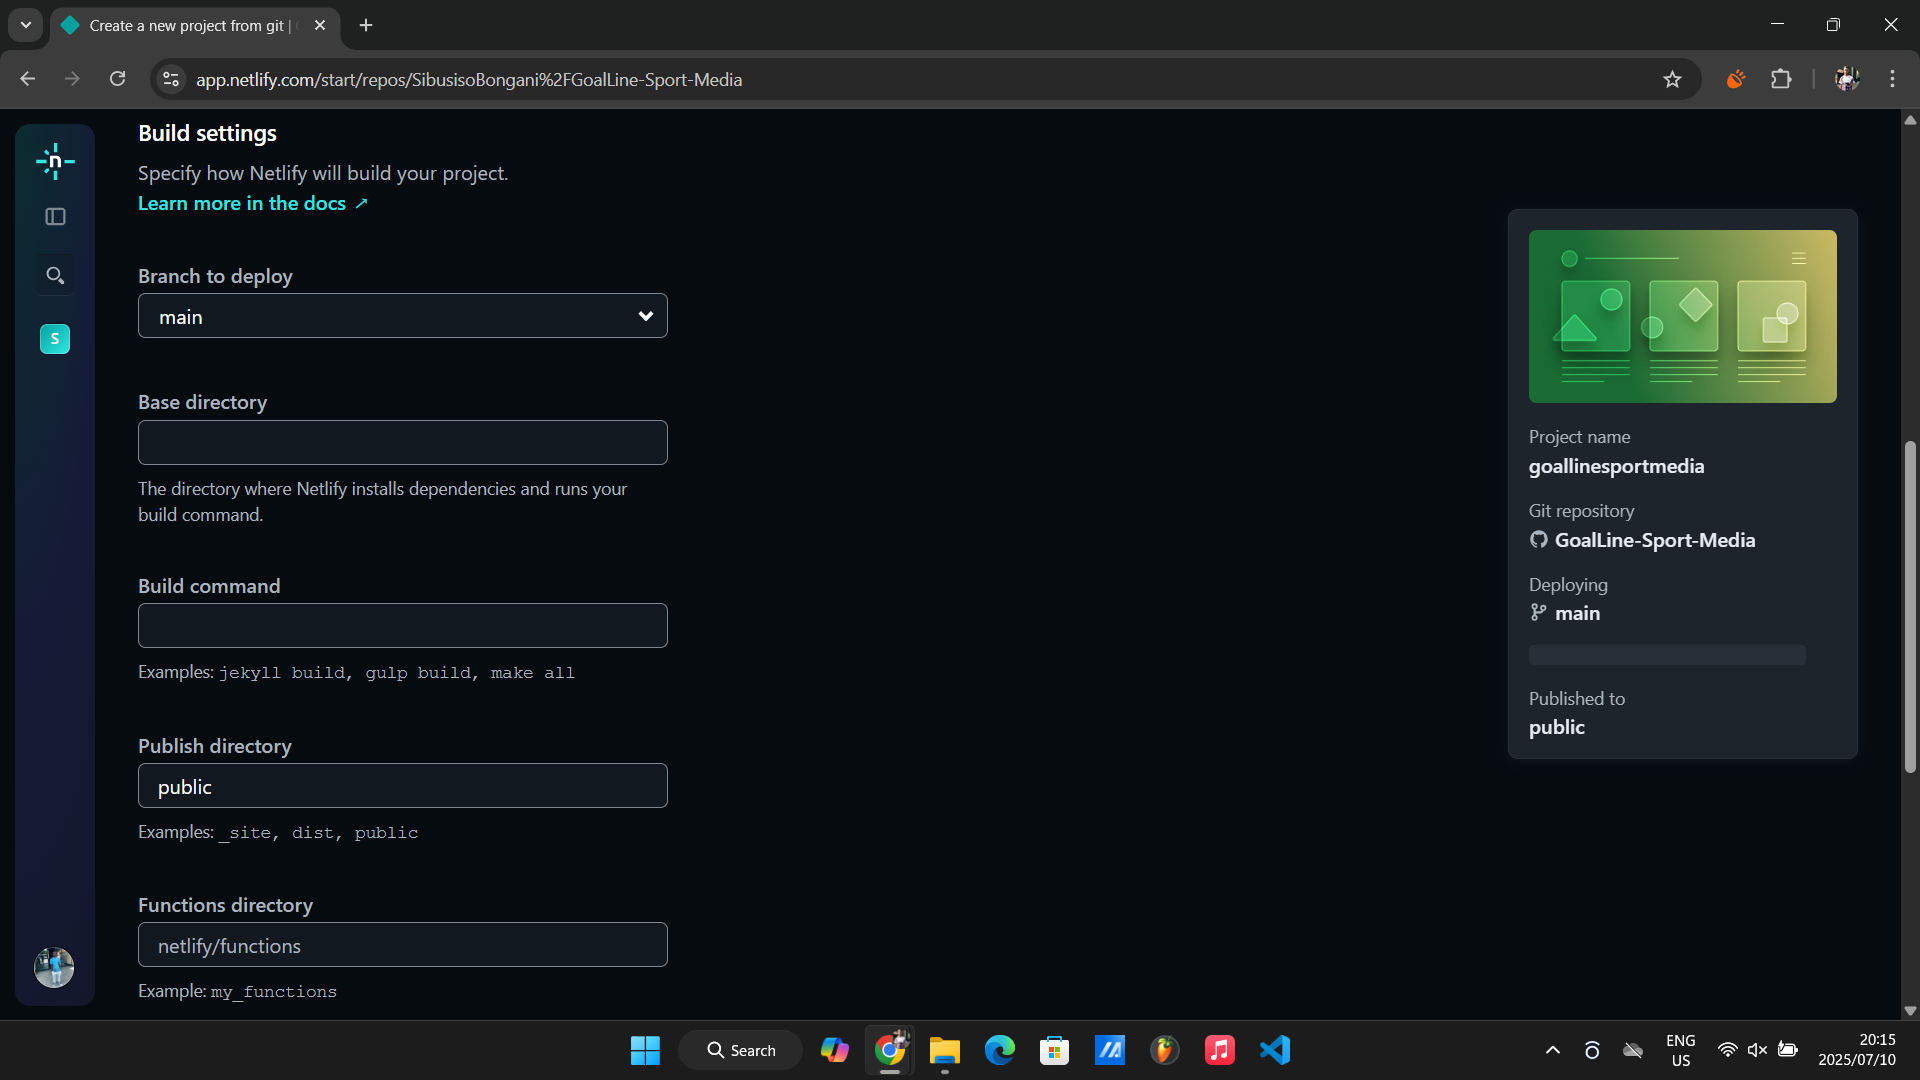 Create a new project from git |
app.netlify.com/start/repos/SibusisoBongani%2FGoalLine-Sport-Media
n
S
Build settings
Specify how Netlify will build your project.
Learn more in the docs ↗
Branch to deploy
main
Base directory
The directory where Netlify installs dependencies and runs your
build command.
Build command
Examples: jekyll build, gulp build, make all
Publish directory
public
Examples: _site, dist, public
Functions directory
netlify/functions
Example: my_functions
Project name
goallinesportmedia
Git repository
GoalLine-Sport-Media
Deploying
main
Published to
public
Search
ENG
US
20:15
2025/07/10